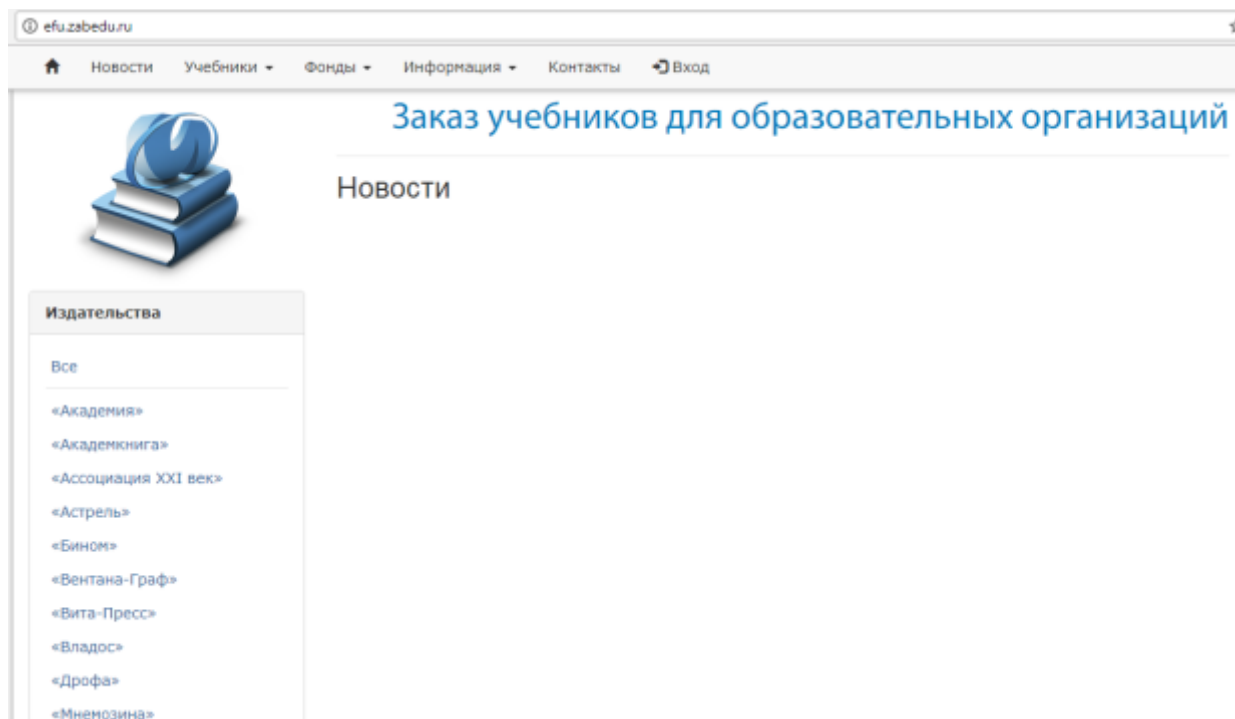 efu.zabedu.ru
Новости Учебники Фонды Информация Контакты Вход
Заказ учебников для образовательных организаций
Новости
Издательства
Все
«Академия»
«Академкнига»
«Ассоциация XXI век»
«Астрель»
«Бином»
«Вентана-Граф»
«Вита-Пресс»
«Владос»
«Дрофа»
«Мнемозина»